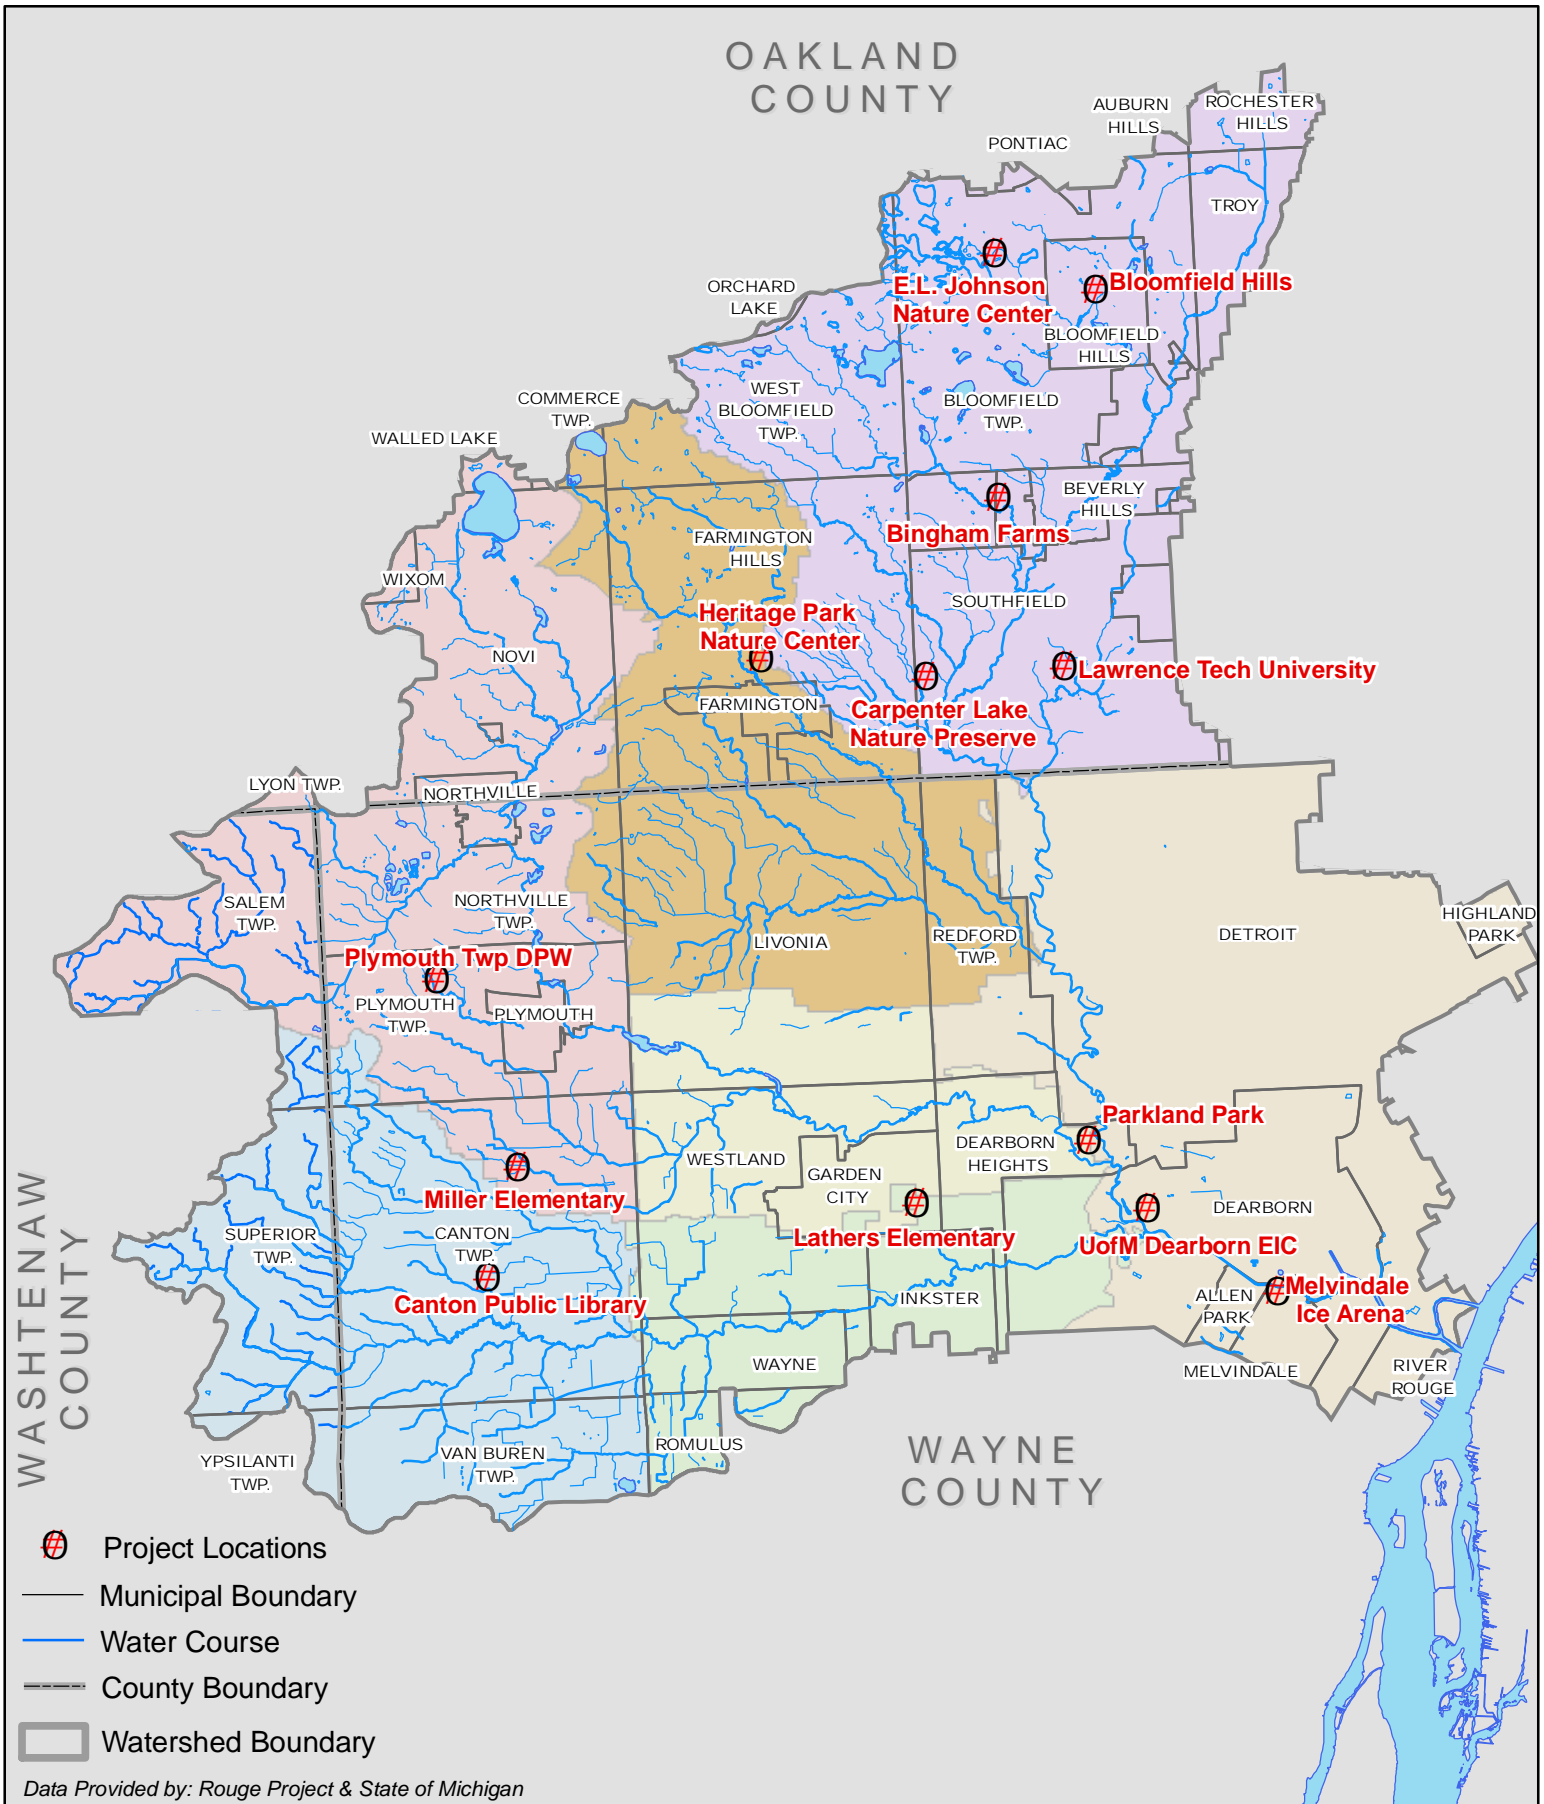 OAKLAND
COUNTY
AUBURN
HILLS
ROCHESTER
HILLS
PONTIAC
TROY
E.L. Johnson
Nature Center
Bloomfield Hills
ORCHARD
LAKE
BLOOMFIELD
HILLS
WEST
BLOOMFIELD
TWP.
BLOOMFIELD
TWP.
COMMERCE
TWP.
WALLED LAKE
BEVERLY
HILLS
Bingham Farms
FARMINGTON
HILLS
WIXOM
SOUTHFIELD
Heritage Park
Nature Center
NOVI
Lawrence Tech University
FARMINGTON
Carpenter Lake
Nature Preserve
LYON TWP.
NORTHVILLE
SALEM
TWP.
NORTHVILLE
TWP.
LIVONIA
REDFORD
TWP.
DETROIT
HIGHLAND
PARK
Plymouth Twp DPW
PLYMOUTH
TWP.
PLYMOUTH
Parkland Park
DEARBORN
HEIGHTS
WESTLAND
GARDEN
CITY
Miller Elementary
DEARBORN
SUPERIOR
TWP.
CANTON
TWP.
Lathers Elementary
UofM Dearborn EIC
Canton Public Library
INKSTER
ALLEN
PARK
Melvindale
Ice Arena
WAYNE
MELVINDALE
RIVER
ROUGE
WASHTENAW
COUNTY
YPSILANTI
TWP.
VAN BUREN
TWP.
ROMULUS
WAYNE
COUNTY
Project Locations
Municipal Boundary
Water Course
County Boundary
Watershed Boundary
Data Provided by: Rouge Project & State of Michigan